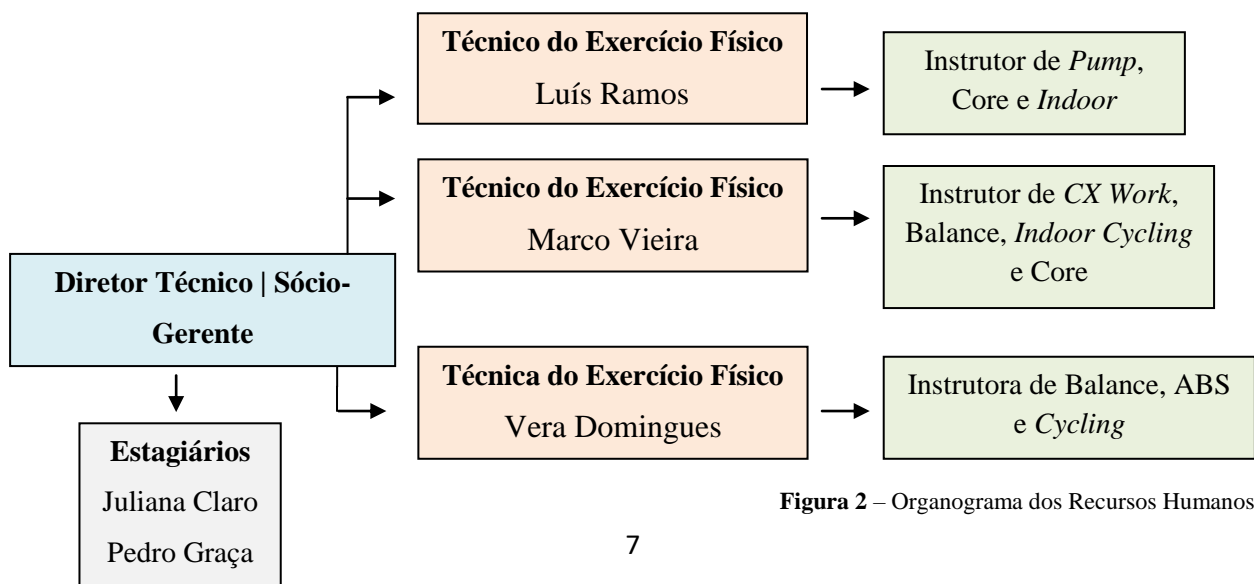 Técnico do Exercício Físico
Luís Ramos
Instrutor de Pump,
Core e Indoor
Técnico do Exercício Físico
Marco Vieira
Instrutor de CX Work,
Balance, Indoor Cycling
e Core
Diretor Técnico | Sócio-
Gerente
Técnica do Exercício Físico
Vera Domingues
Instrutora de Balance, ABS
e Cycling
Estagiários
Juliana Claro
Pedro Graça
Figura 2 – Organograma dos Recursos Humanos
7